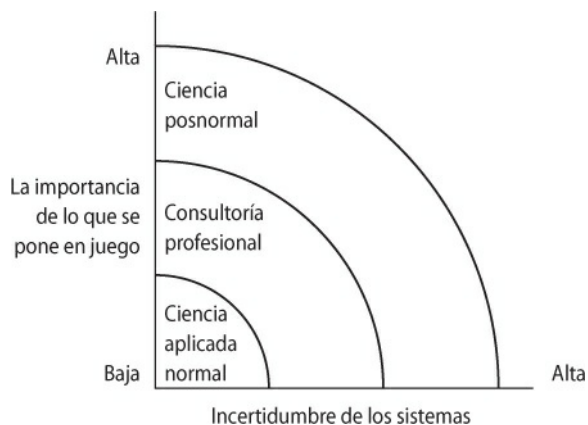 Alta
Ciencia
posnormal
La importancia
de lo que se
pone en juego
Consultoría
profesional
Ciencia
aplicada
normal
Baja
Alta
Incertidumbre de los sistemas